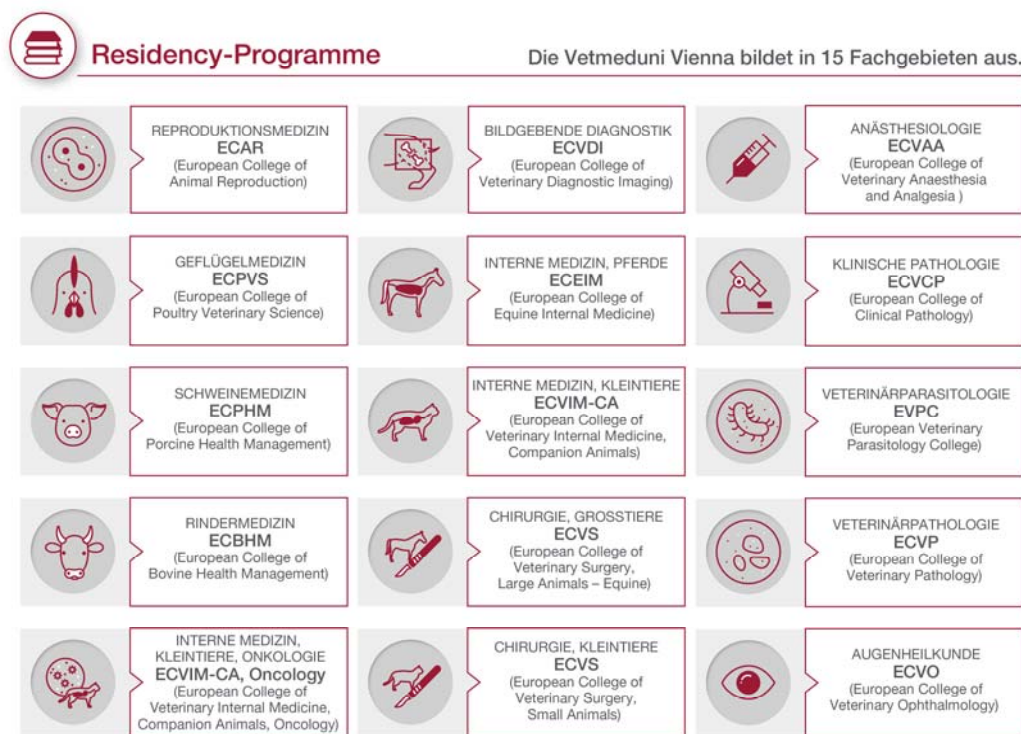 Residency-Programme
Die Vetmeduni Vienna bildet in 15 Fachgebieten aus.
REPRODUKTIONSMEDIZIN
ECAR
(European College of
Animal Reproduction)
BILDGEBENDE DIAGNOSTIK
ECVDI
(European College of
Veterinary Diagnostic Imaging)
ANÄSTHESIOLOGIE
ECVAA
(European College of
Veterinary Anaesthesia
and Analgesia )
GEFLÜGELMEDIZIN
ECPVS
(European College of
Poultry Veterinary Science)
INTERNE MEDIZIN, PFERDE
ECEIM
(European College of
Equine Internal Medicine)
KLINISCHE PATHOLOGIE
ECVCP
(European College of
Clinical Pathology)
SCHWEINEMEDIZIN
ECPHM
(European College of
Porcine Health Management)
INTERNE MEDIZIN, KLEINTIERE
ECVIM-CA
(European College of
Veterinary Internal Medicine,
Companion Animals)
VETERINÄRPARASITOLOGIE
EVPC
(European Veterinary
Parasitology College)
RINDERMEDIZIN
ECBHM
(European College of
Bovine Health Management)
CHIRURGIE, GROSSTIERE
ECVS
(European College of
Veterinary Surgery,
Large Animals – Equine)
VETERINÄRPATHOLOGIE
ECVP
(European College of
Veterinary Pathology)
INTERNE MEDIZIN,
KLEINTIERE, ONKOLOGIE
ECVIM-CA, Oncology
(European College of
Veterinary Internal Medicine,
Companion Animals, Oncology)
CHIRURGIE, KLEINTIERE
ECVS
(European College of
Veterinary Surgery,
Small Animals)
AUGENHEILKUNDE
ECVO
(European College of
Veterinary Ophthalmology)